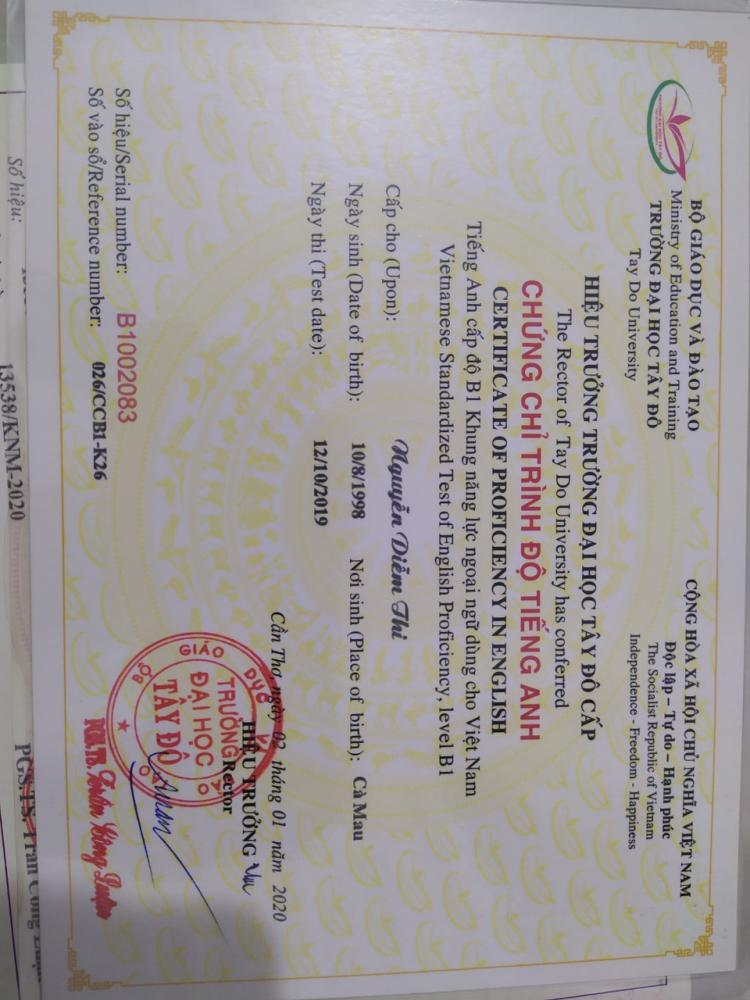 BỘ GIÁO DỤC VÀ ĐÀO TẠO
Ministry of Education and Training
TRƯỜNG ĐẠI HỌC TÂY ĐÔ
Tay Do University
CỘNG HÒA XÃ HỘI CHỦ NGHĨA VIỆT NAM
Độc lập – Tự do – Hạnh phúc
The Socialist Republic of Vietnam
Independence - Freedom - Happiness
HIỆU TRƯỞNG TRƯỜNG ĐẠI HỌC TÂY ĐÔ CẤP
The Rector of Tay Do University has conferred
CHỨNG CHỈ TRÌNH ĐỘ TIẾNG ANH
CERTIFICATE OF PROFICIENCY IN ENGLISH
Tiếng Anh cấp độ B1 Khung năng lực ngoại ngữ dùng cho Việt Nam
Vietnamese Standardized Test of English Proficiency, level B1
Cấp cho (Upon): Nguyễn Diễm Thi
Ngày sinh (Date of birth): 10/8/1998 Nơi sinh (Place of birth): Cà Mau
Ngày thi (Test date): 12/10/2019
Cần Thơ, ngày 02 tháng 01 năm 2020
HIỆU TRƯỞNG
Rector
BỘ GIÁO DỤC
TRƯỜNG
ĐẠI HỌC
TÂY ĐÔ
Số hiệu/Serial number: B1002083
Số vào sổ/Reference number: 026/CCB1-K26
PGS.TS. Trần Công Luận
Số hiệu:
13538/KNM-2020
PGS.TS. Trần Công Luận